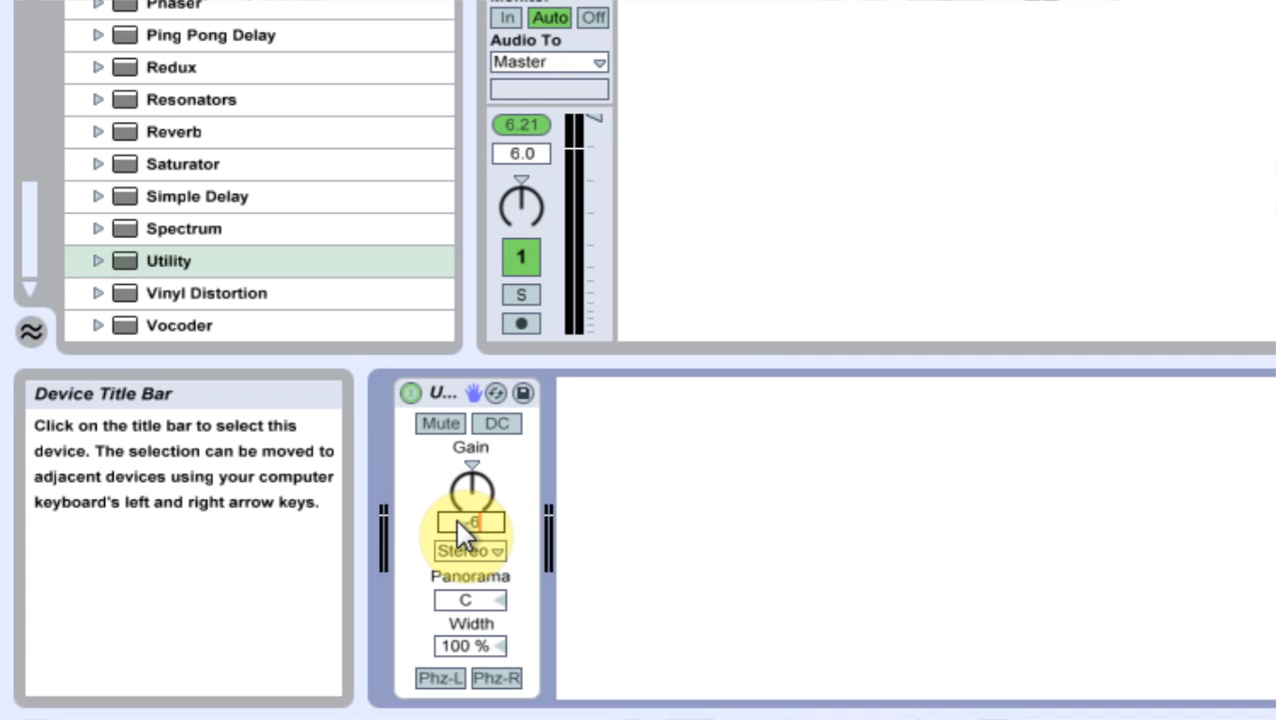 Phaser
Ping Pong Delay
Redux
Resonators
Reverb
Saturator
Simple Delay
Spectrum
Utility
Vinyl Distortion
Vocoder
In Auto Off
Audio To
Master
6.21
6.0
1
S
Device Title Bar
Click on the title bar to select this
device. The selection can be moved to
adjacent devices using your computer
keyboard's left and right arrow keys.
U...
Mute DC
Gain
-6
Stereo
Panorama
C
Width
100 %
Phz-L Phz-R